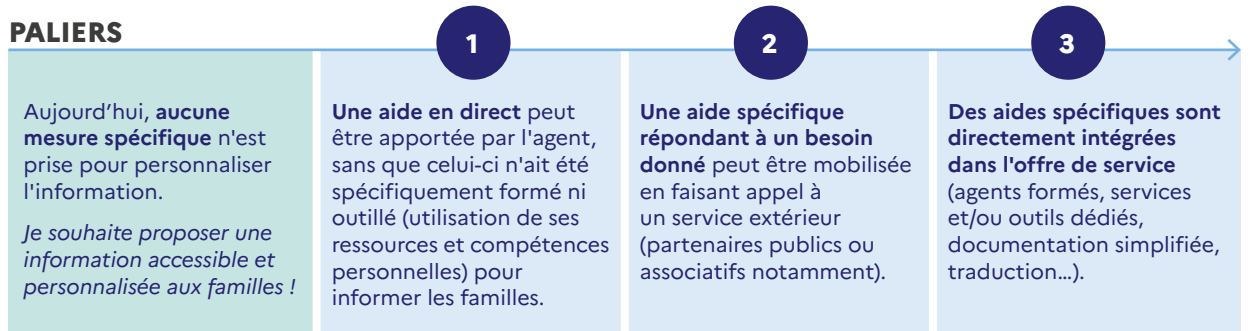 PALIERS
1
2
3
Aujourd’hui, aucune
mesure spécifique n'est
prise pour personnaliser
l'information.
Je souhaite proposer une
information accessible et
personnalisée aux familles !
Une aide en direct peut
être apportée par l'agent,
sans que celui-ci n'ait été
spécifiquement formé ni
outillé (utilisation de ses
ressources et compétences
personnelles) pour
informer les familles.
Une aide spécifique
répondant à un besoin
donné peut être mobilisée
en faisant appel à
un service extérieur
(partenaires publics ou
associatifs notamment).
Des aides spécifiques sont
directement intégrées
dans l'offre de service
(agents formés, services
et/ou outils dédiés,
documentation simplifiée,
traduction…).